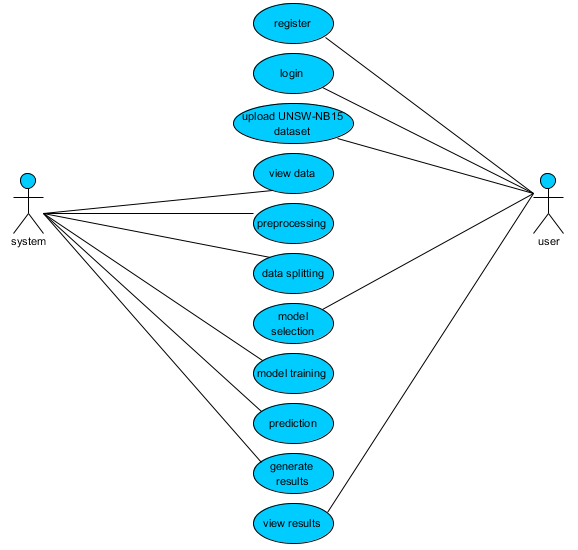 register
login
upload UNSW-NB15
dataset
view data
system
user
preprocessing
data splitting
model
selection
model training
prediction
generate
results
view results